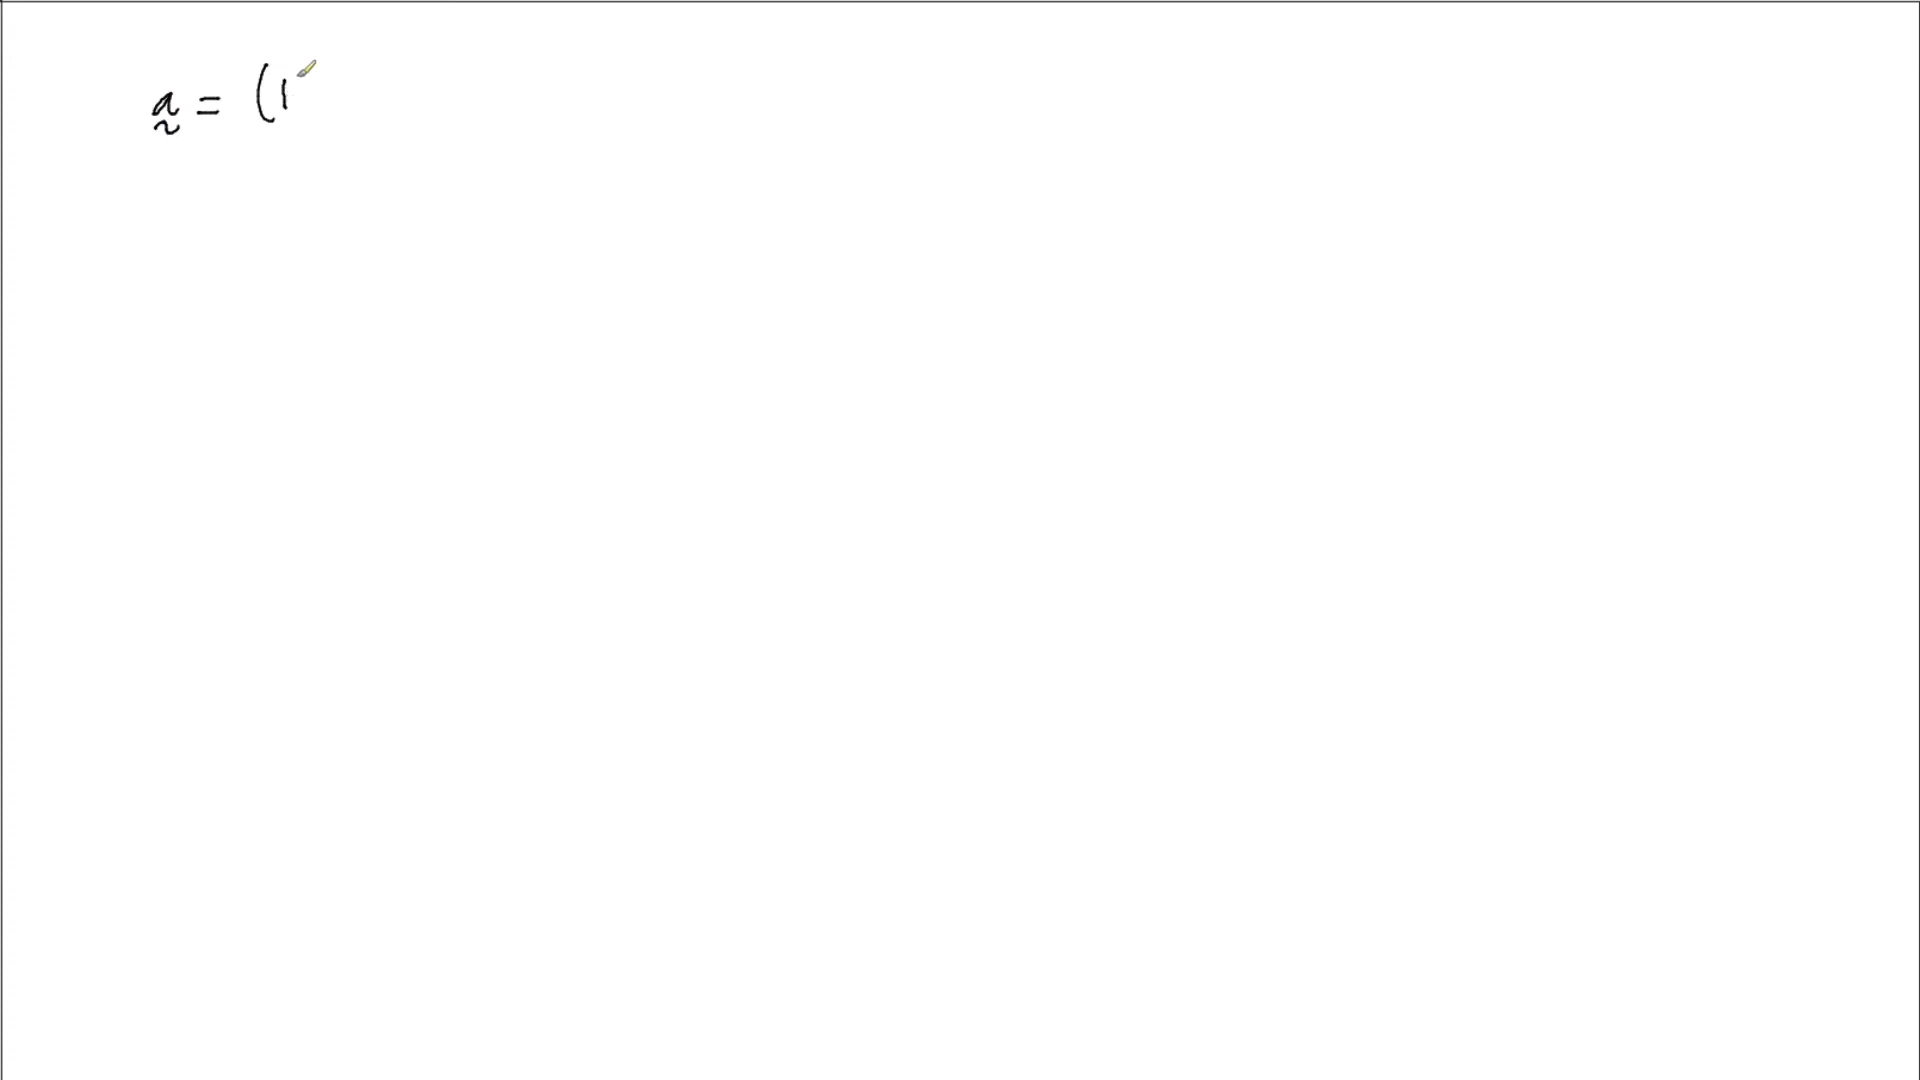 a̰ = (1